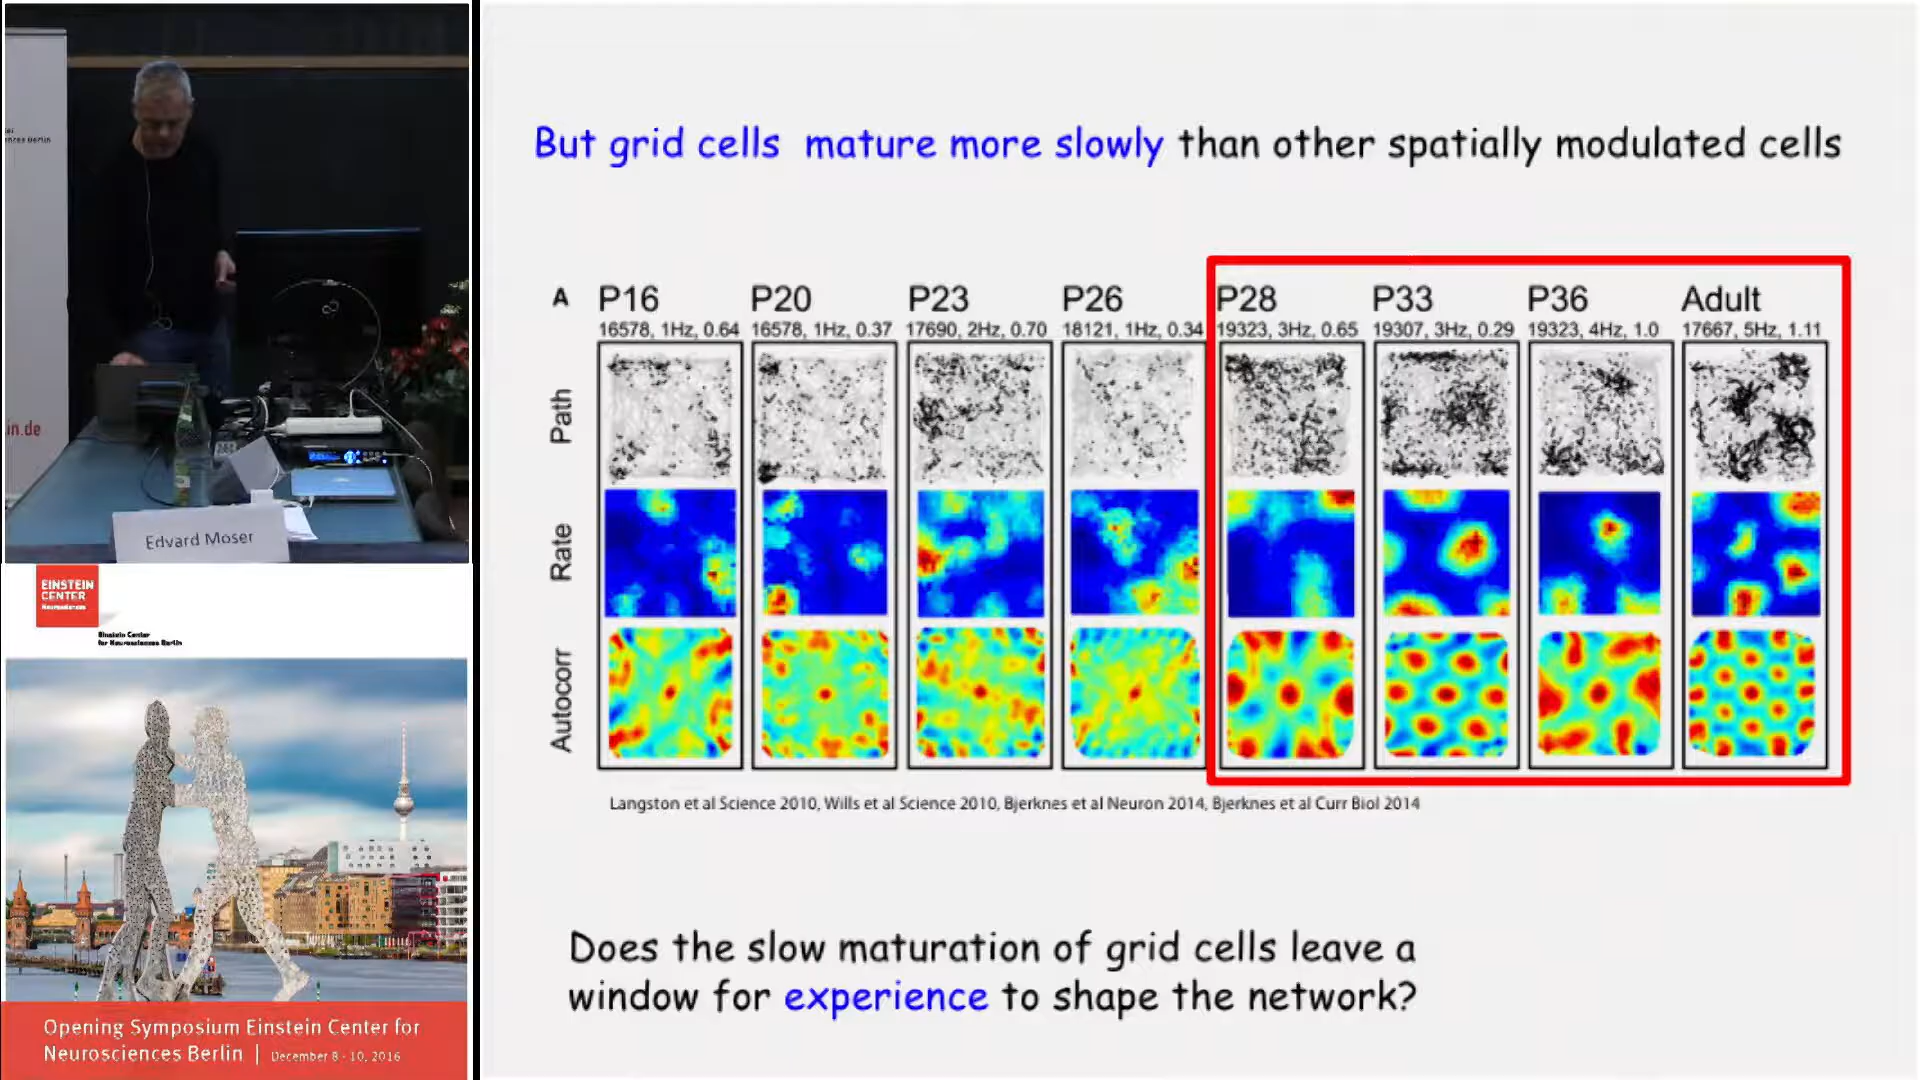 But grid cells mature more slowly than other spatially modulated cells
A P16 P20 P23 P26 P28 P33 P36 Adult
16578, 1Hz, 0.64 16578, 1Hz, 0.37 17690, 2Hz, 0.70 18121, 1Hz, 0.34 19323, 3Hz, 0.65 19307, 3Hz, 0.29 19323, 4Hz, 1.0 17667, 5Hz, 1.11
Path
Rate
Autocorr
Langston et al Science 2010, Wills et al Science 2010, Bjerknes et al Neuron 2014, Bjerknes et al Curr Biol 2014
Does the slow maturation of grid cells leave a
window for experience to shape the network?
in.de
Edvard Moser
EINSTEIN
CENTER
Neurosciences
Einstein Center
for Neurosciences Berlin
Opening Symposium Einstein Center for
Neurosciences Berlin | December 8 - 10, 2016